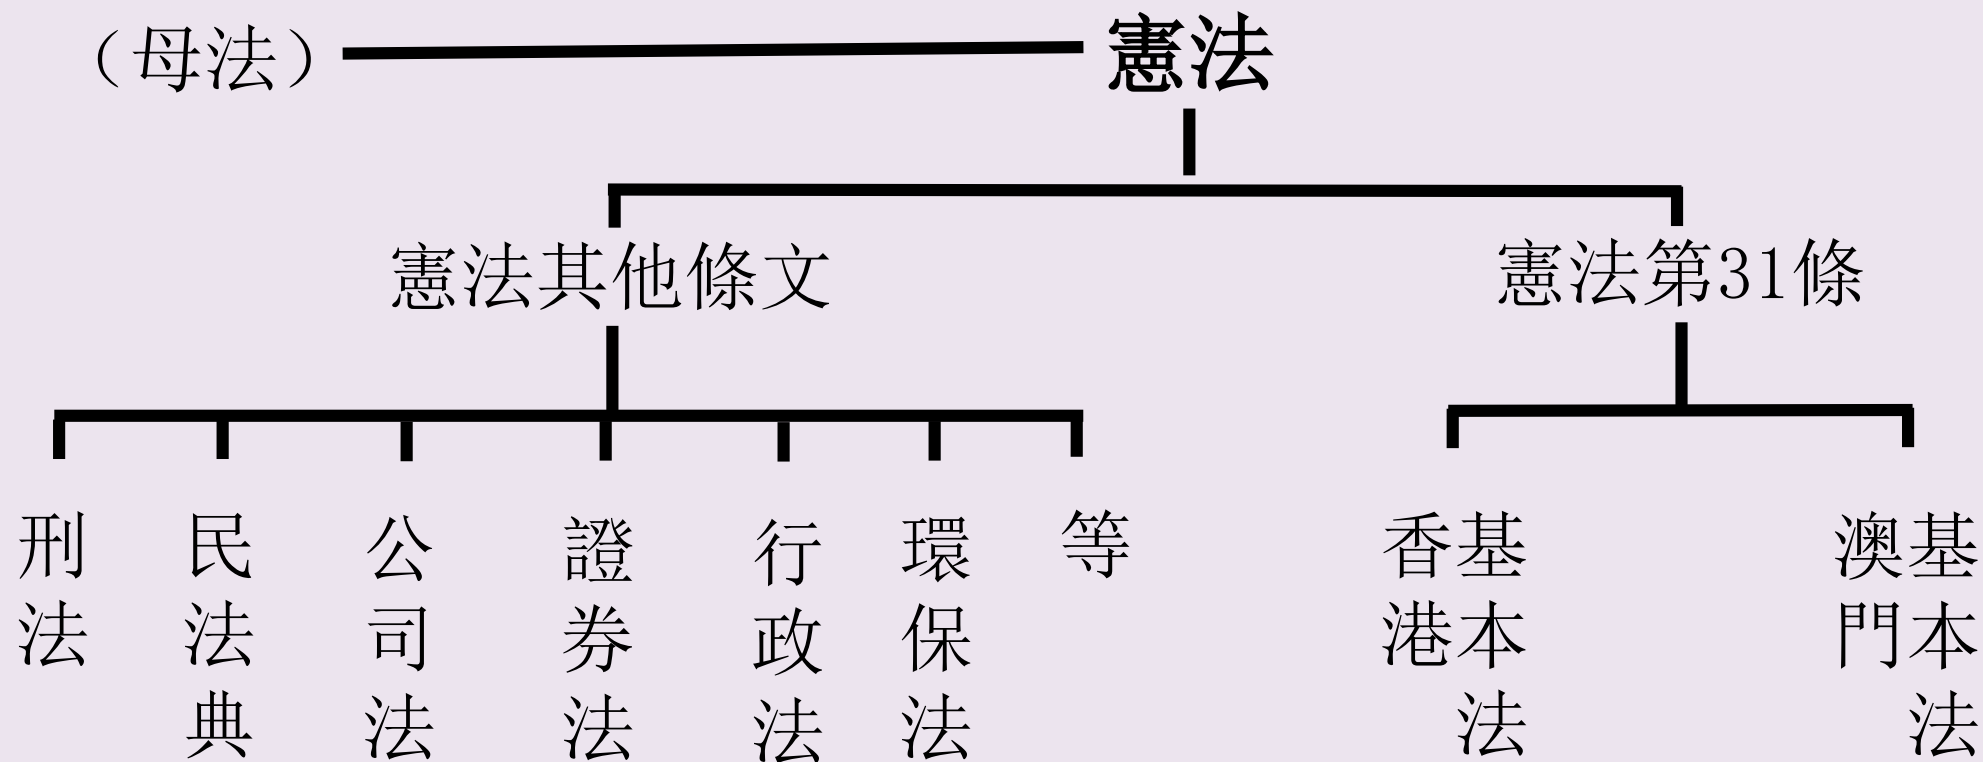 （母法）
憲法
憲法其他條文
憲法第31條
刑法
民法典
公司法
證券法
行政法
環保法
等
香港基本法
澳門基本法